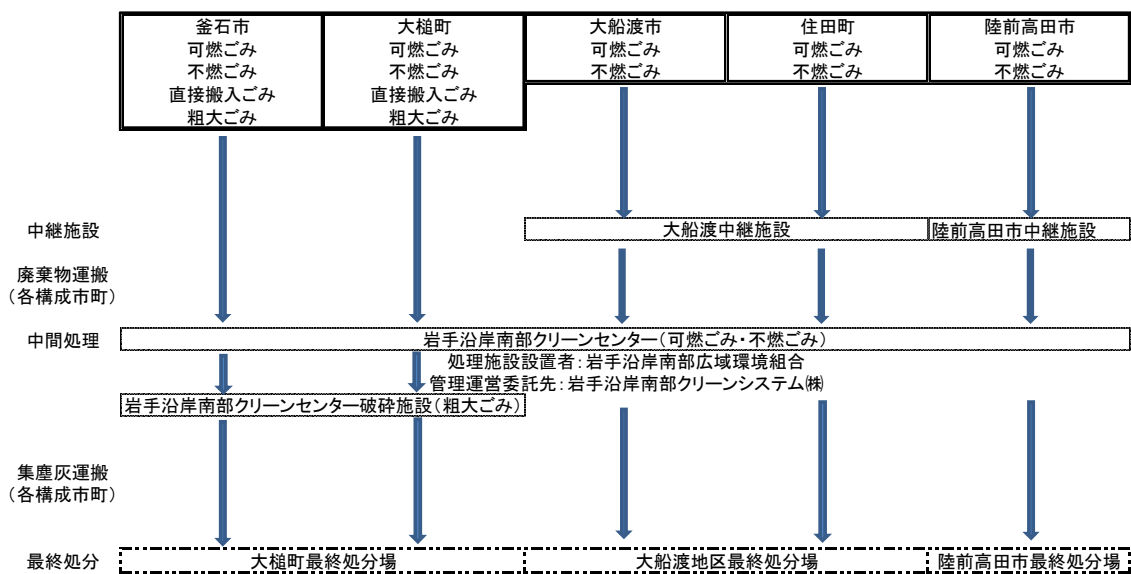 釜石市
可燃ごみ
不燃ごみ
直接搬入ごみ
粗大ごみ
大槌町
可燃ごみ
不燃ごみ
直接搬入ごみ
粗大ごみ
大船渡市
可燃ごみ
不燃ごみ
住田町
可燃ごみ
不燃ごみ
陸前高田市
可燃ごみ
不燃ごみ
中継施設
大船渡中継施設
陸前高田市中継施設
廃棄物運搬
(各構成市町)
中間処理
岩手沿岸南部クリーンセンター(可燃ごみ・不燃ごみ)
処理施設設置者:岩手沿岸南部広域環境組合
管理運営委託先:岩手沿岸南部クリーンシステム㈱
岩手沿岸南部クリーンセンター破砕施設(粗大ごみ)
集塵灰運搬
(各構成市町)
最終処分
大槌町最終処分場
大船渡地区最終処分場
陸前高田市最終処分場